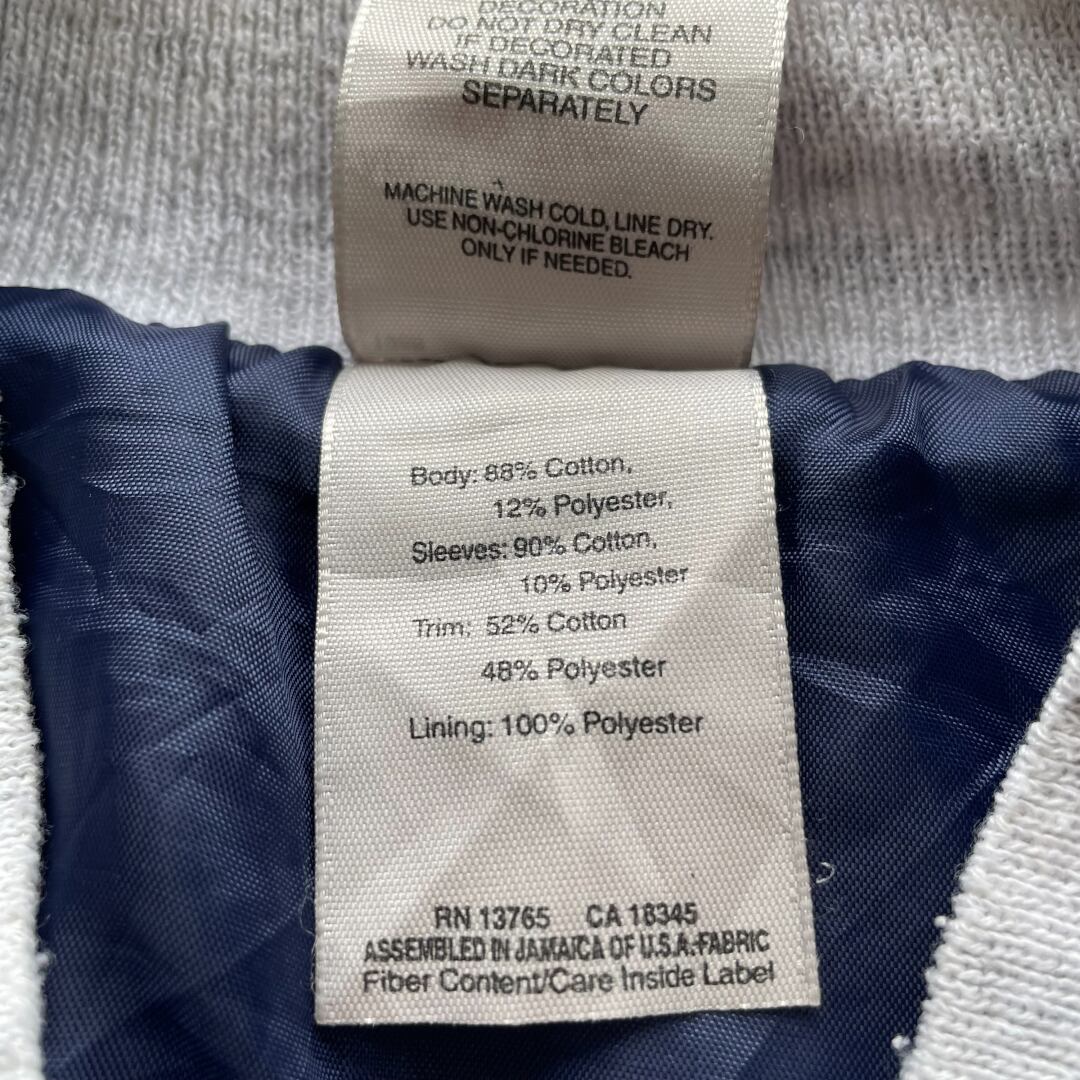 DECORATION
DO NOT DRY CLEAN
IF DECORATED
WASH DARK COLORS
SEPARATELY
MACHINE WASH COLD, LINE DRY.
USE NON-CHLORINE BLEACH
ONLY IF NEEDED.
Body: 88% Cotton,
12% Polyester,
Sleeves: 90% Cotton,
10% Polyester
Trim: 52% Cotton
48% Polyester
Lining: 100% Polyester
RN 13765 CA 18345
ASSEMBLED IN JAMAICA OF U.S.A. FABRIC
Fiber Content/Care Inside Label